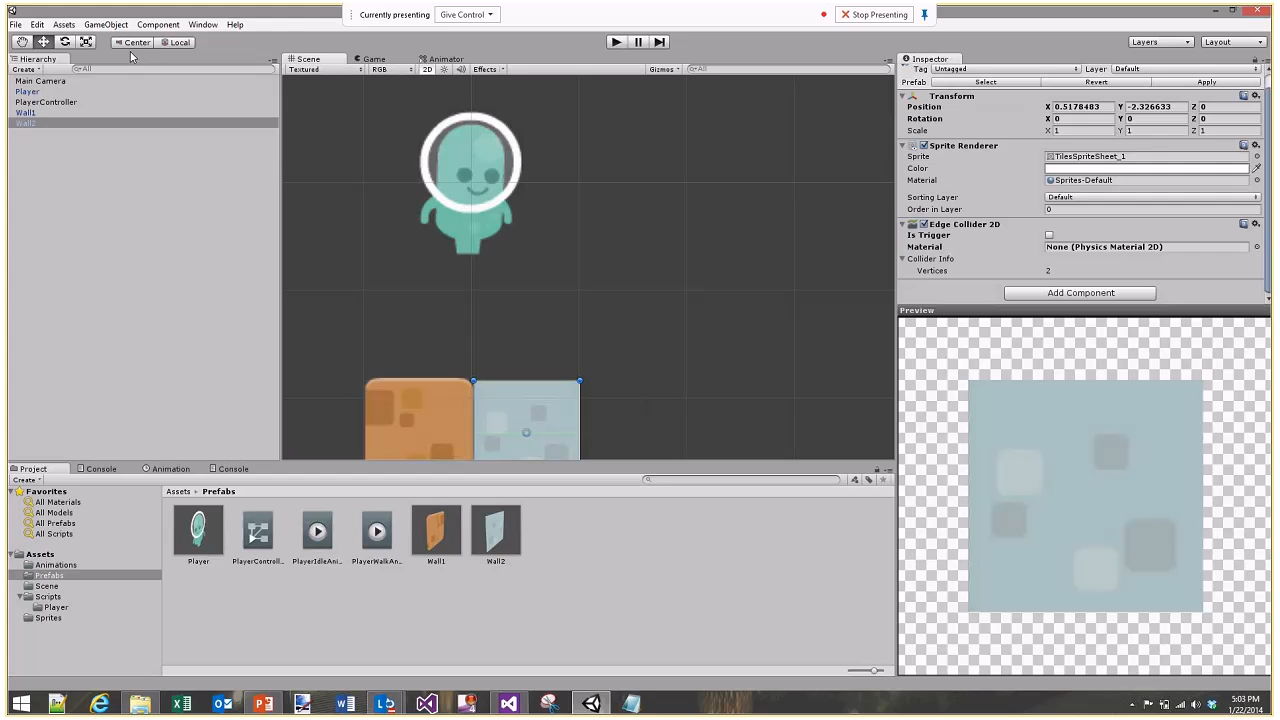 Currently presenting Give Control Stop Presenting
File Edit Assets GameObject Component Window Help
Center Local Layers Layout
Hierarchy
Create All
Main Camera
Player
PlayerController
Wall1
Wall2
Scene Game Animator
Textured RGB 2D Effects Gizmos All
Inspector
Tag Untagged Layer Default
Prefab Select Revert Apply
Transform
Position X 0.5178483 Y -2.326633 Z 0
Rotation X 0 Y 0 Z 0
Scale X 1 Y 1 Z 1
Sprite Renderer
Sprite TilesSpriteSheet_1
Color
Material Sprites-Default
Sorting Layer Default
Order in Layer 0
Edge Collider 2D
Is Trigger
Material None (Physics Material 2D)
Collider Info
Vertices 2
Add Component
Preview
Project Console Animation Console
Create
Favorites
All Materials
All Models
All Prefabs
All Scripts
Assets
Animations
Prefabs
Scene
Scripts
Player
Sprites
Assets Prefabs
Player PlayerControll... PlayerIdleAni... PlayerWalkAn... Wall1 Wall2
5:03 PM
1/22/2014